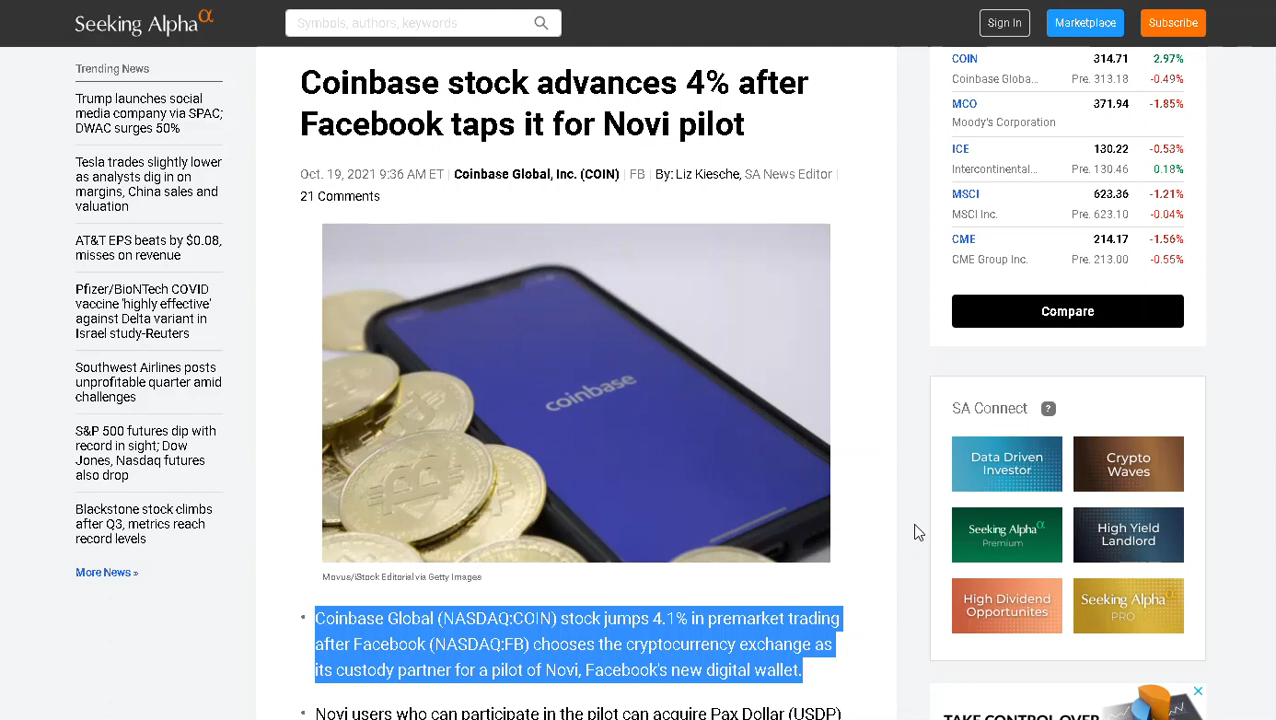 Seeking Alpha α
Symbols, authors, keywords
Sign In
Marketplace
Subscribe
Trending News
Trump launches social
media company via SPAC;
DWAC surges 50%
Tesla trades slightly lower
as analysts dig in on
margins, China sales and
valuation
AT&T EPS beats by $0.08,
misses on revenue
Pfizer/BioNTech COVID
vaccine 'highly effective'
against Delta variant in
Israel study-Reuters
Southwest Airlines posts
unprofitable quarter amid
challenges
S&P 500 futures dip with
record in sight; Dow
Jones, Nasdaq futures
also drop
Blackstone stock climbs
after Q3, metrics reach
record levels
More News »
Coinbase stock advances 4% after
Facebook taps it for Novi pilot
Oct. 19, 2021 9:36 AM ET | Coinbase Global, Inc. (COIN) | FB | By: Liz Kiesche, SA News Editor |
21 Comments
coinbase
Movus/iStock Editorial via Getty Images
• Coinbase Global (NASDAQ:COIN) stock jumps 4.1% in premarket trading
after Facebook (NASDAQ:FB) chooses the cryptocurrency exchange as
its custody partner for a pilot of Novi, Facebook's new digital wallet.
• Novi users who can participate in the pilot can acquire Pax Dollar (USDP)
COIN 314.71 2.97%
Coinbase Globa... Pre. 313.18 -0.49%
MCO 371.94 -1.85%
Moody's Corporation
ICE 130.22 -0.53%
Intercontinental... Pre. 130.46 0.18%
MSCI 623.36 -1.21%
MSCI Inc. Pre. 623.10 -0.04%
CME 214.17 -1.56%
CME Group Inc. Pre. 213.00 -0.55%
Compare
SA Connect ?
Data Driven
Investor
Crypto
Waves
Seeking Alpha α
Premium
High Yield
Landlord
High Dividend
Opportunites
Seeking Alpha α
PRO
TAKE CONTROL OVER